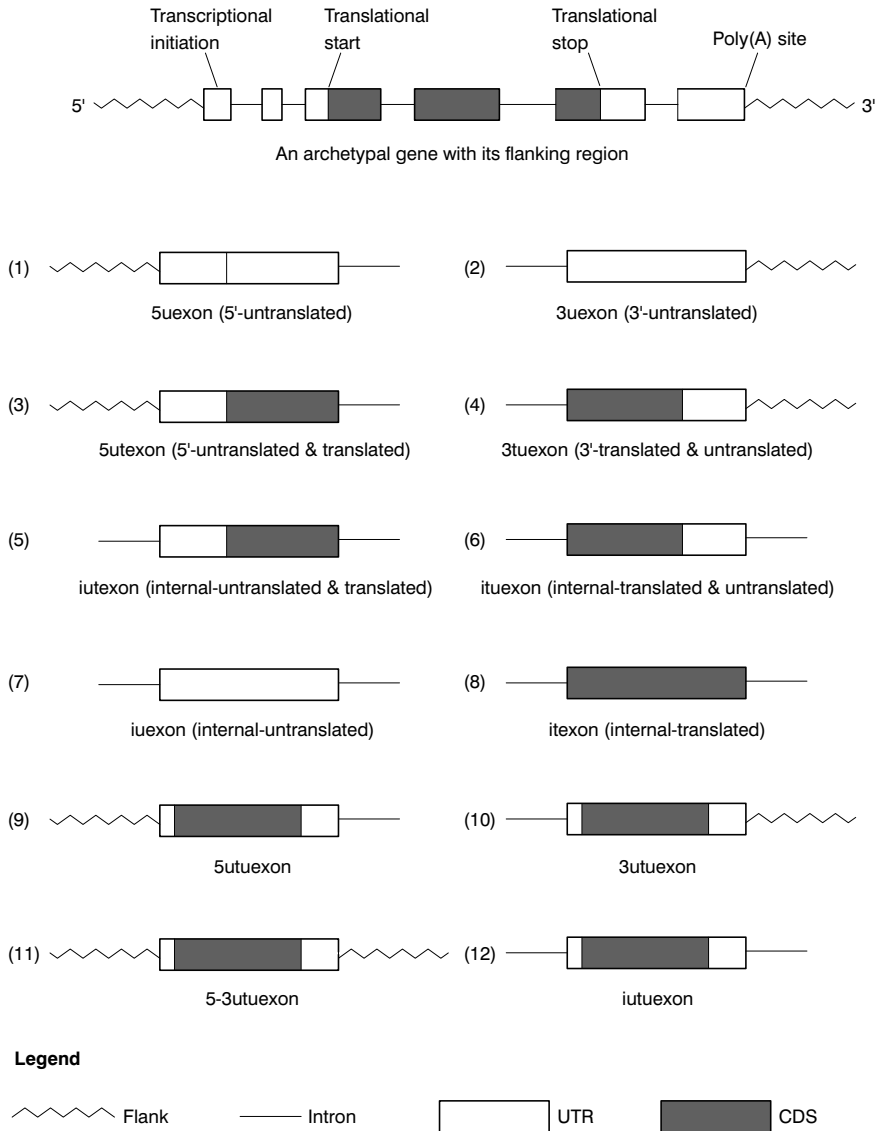 Transcriptional initiation
Translational start
Translational stop
Poly(A) site
5'
3'
An archetypal gene with its flanking region
(1)
5uexon (5'-untranslated)
(2)
3uexon (3'-untranslated)
(3)
5utexon (5'-untranslated & translated)
(4)
3tuexon (3'-translated & untranslated)
(5)
iutexon (internal-untranslated & translated)
(6)
ituexon (internal-translated & untranslated)
(7)
iuexon (internal-untranslated)
(8)
itexon (internal-translated)
(9)
5utuexon
(10)
3utuexon
(11)
5-3utuexon
(12)
iutuexon
Legend
Flank
Intron
UTR
CDS